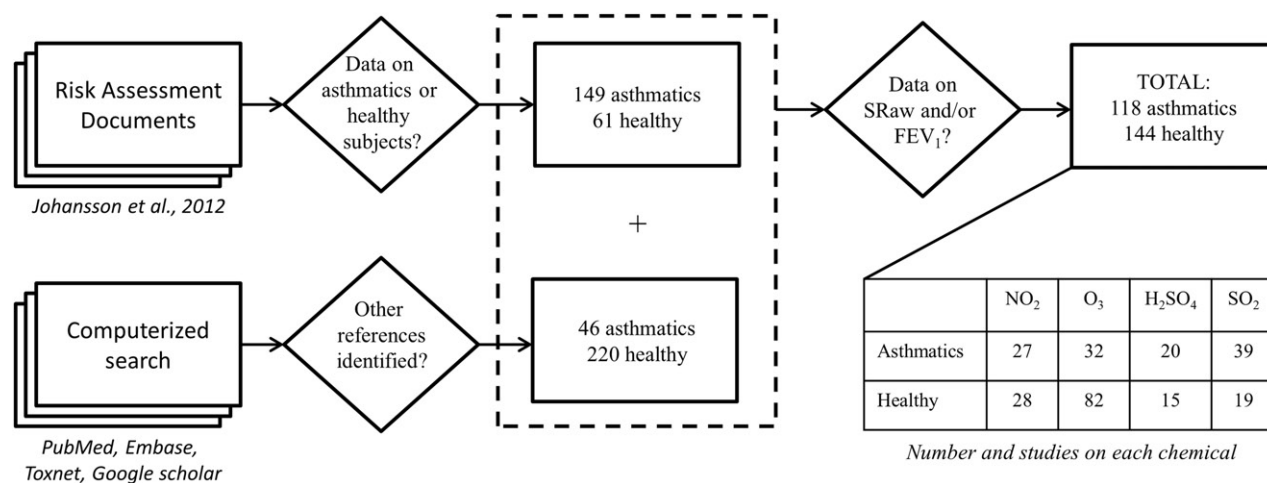 Risk Assessment
Documents
Johansson et al., 2012
Data on
asthmatics or
healthy
subjects?
149 asthmatics
61 healthy
Data on
SRaw and/or
FEV₁?
TOTAL:
118 asthmatics
144 healthy
+
Computerized
search
PubMed, Embase,
Toxnet, Google scholar
Other
references
identified?
46 asthmatics
220 healthy
NO₂ O₃ H₂SO₄ SO₂
Asthmatics 27 32 20 39
Healthy 28 82 15 19
Number and studies on each chemical